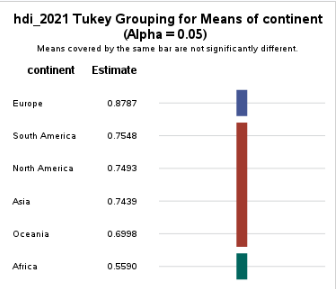 hdi_2021 Tukey Grouping for Means of continent
(Alpha = 0.05)
Means covered by the same bar are not significantly different.
continent Estimate
Europe 0.8787
South America 0.7548
North America 0.7493
Asia 0.7439
Oceania 0.6998
Africa 0.5590